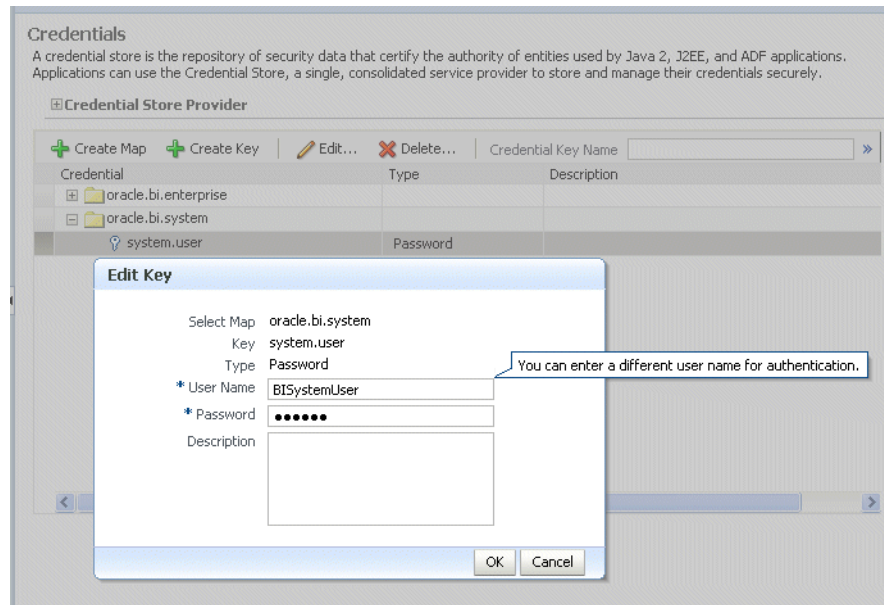 Credentials
A credential store is the repository of security data that certify the authority of entities used by Java 2, J2EE, and ADF applications.
Applications can use the Credential Store, a single, consolidated service provider to store and manage their credentials securely.
Credential Store Provider
Create Map Create Key Edit... Delete... Credential Key Name
Credential Type Description
oracle.bi.enterprise
oracle.bi.system
system.user Password
Edit Key
Select Map oracle.bi.system
Key system.user
Type Password
You can enter a different user name for authentication.
* User Name BISystemUser
* Password ●●●●●●
Description
OK Cancel